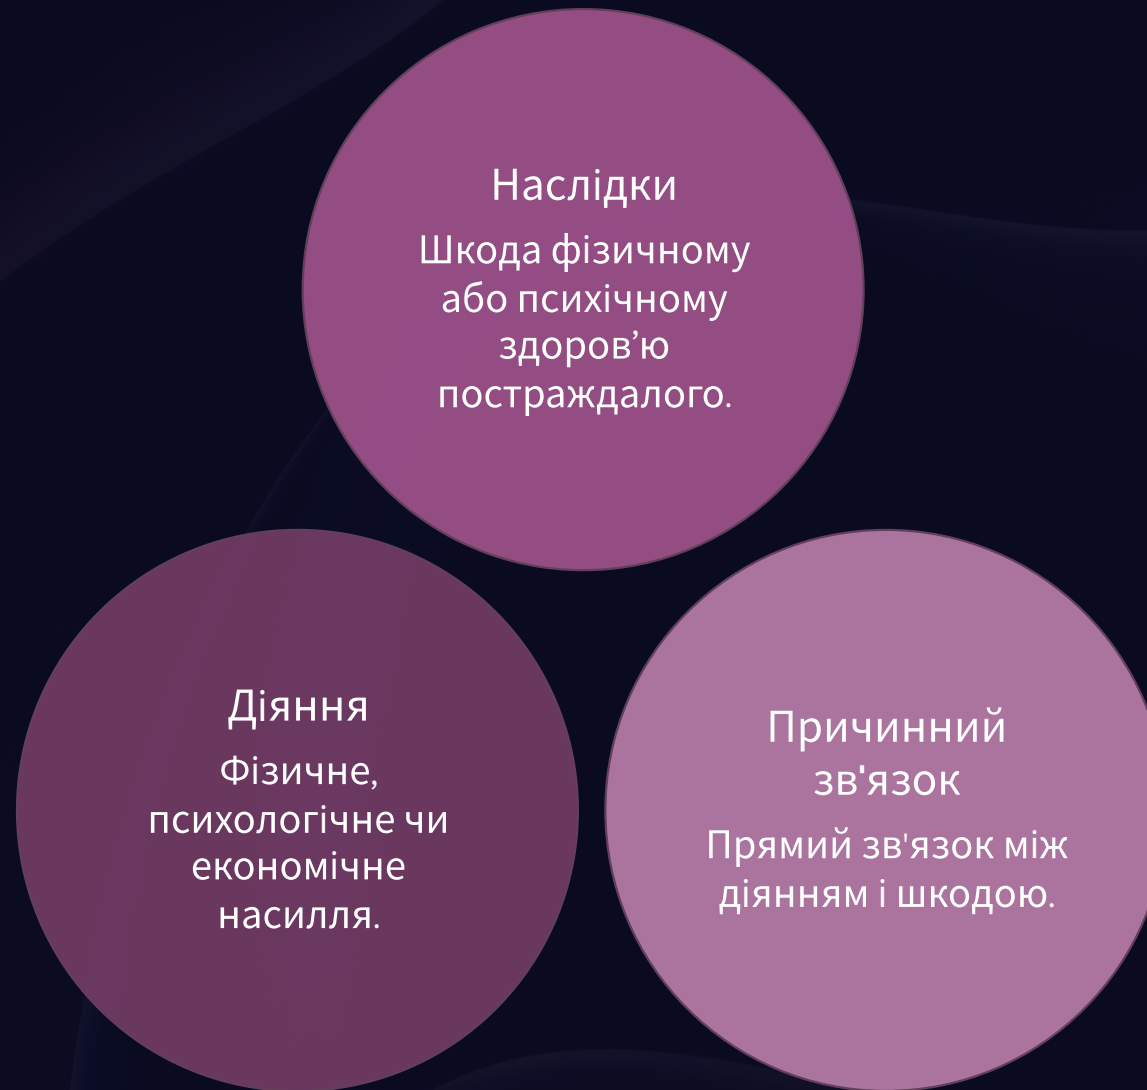 Наслідки
Шкода фізичному
або психічному
здоров’ю
постраждалого.
Діяння
Фізичне,
психологічне чи
економічне
насилля.
Причинний
зв'язок
Прямий зв'язок між
діянням і шкодою.